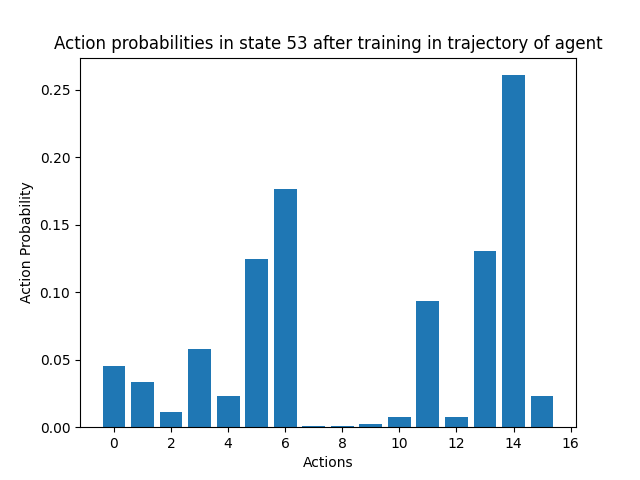 Action probabilities in state 53 after training in trajectory of agent
0.25
0.20
0.15
0.10
0.05
0.00
Action Probability
0 2 4 6 8 10 12 14 16
Actions